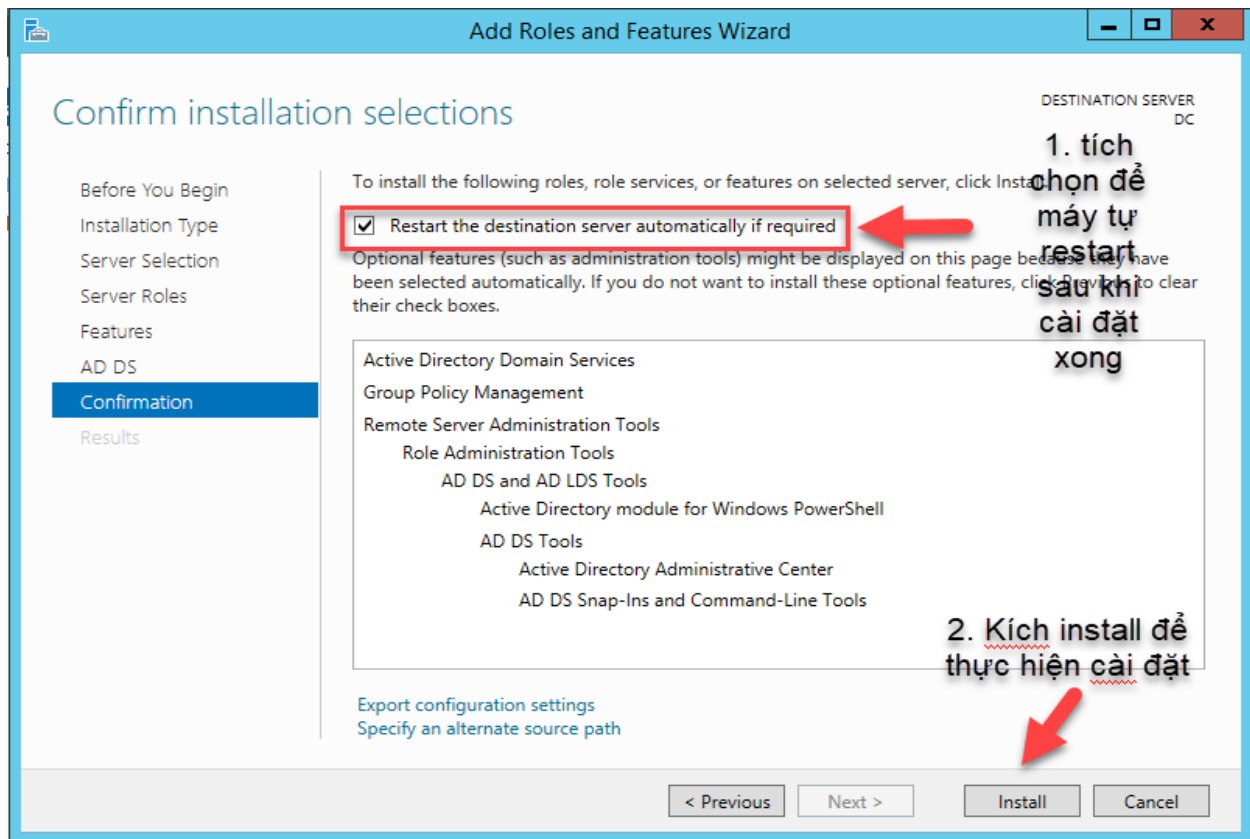 Add Roles and Features Wizard
Confirm installation selections
DESTINATION SERVER
DC
Before You Begin
Installation Type
Server Selection
Server Roles
Features
AD DS
Confirmation
Results
To install the following roles, role services, or features on selected server, click Install.
Restart the destination server automatically if required
Optional features (such as administration tools) might be displayed on this page because they have
been selected automatically. If you do not want to install these optional features, click Previous to clear
their check boxes.
1. tích
chọn để
máy tự
restart
sau khi
cài đặt
xong
Active Directory Domain Services
Group Policy Management
Remote Server Administration Tools
Role Administration Tools
AD DS and AD LDS Tools
Active Directory module for Windows PowerShell
AD DS Tools
Active Directory Administrative Center
AD DS Snap-Ins and Command-Line Tools
2. Kích install để
thực hiện cài đặt
Export configuration settings
Specify an alternate source path
< Previous
Next >
Install
Cancel